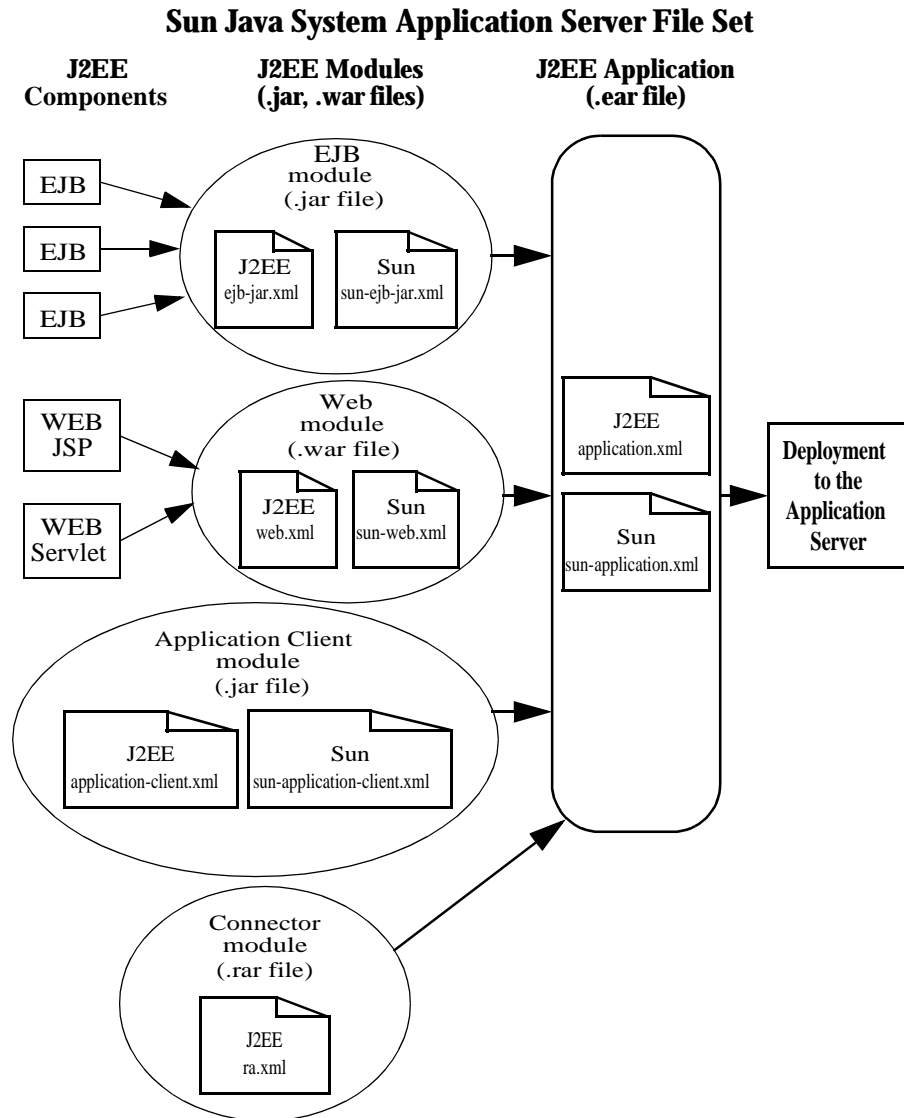 Sun Java System Application Server File Set
J2EE
Components
J2EE Modules
(.jar, .war files)
J2EE Application
(.ear file)
EJB
EJB
EJB
EJB
module
(.jar file)
J2EE
ejb-jar.xml
Sun
sun-ejb-jar.xml
WEB
JSP
WEB
Servlet
Web
module
(.war file)
J2EE
web.xml
Sun
sun-web.xml
J2EE
application.xml
Sun
sun-application.xml
Deployment
to the
Application
Server
Application Client
module
(.jar file)
J2EE
application-client.xml
Sun
sun-application-client.xml
Connector
module
(.rar file)
J2EE
ra.xml